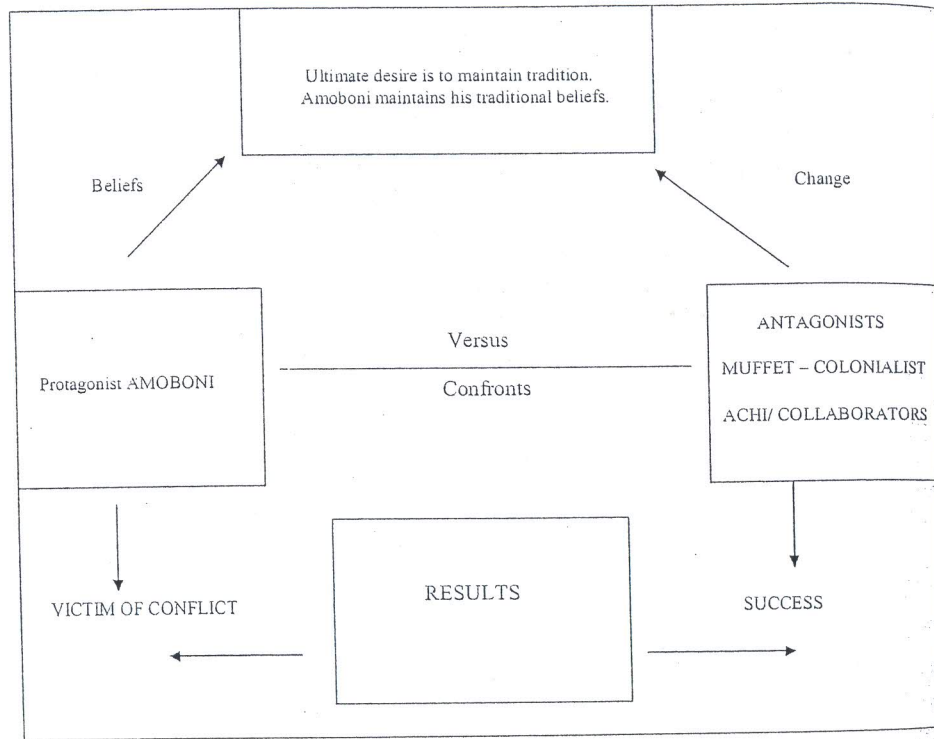 Ultimate desire is to maintain tradition.
Amoboni maintains his traditional beliefs.
Beliefs
Change
Protagonist AMOBONI
Versus
Confronts
ANTAGONISTS
MUFFET – COLONIALIST
ACHI/ COLLABORATORS
VICTIM OF CONFLICT
RESULTS
SUCCESS